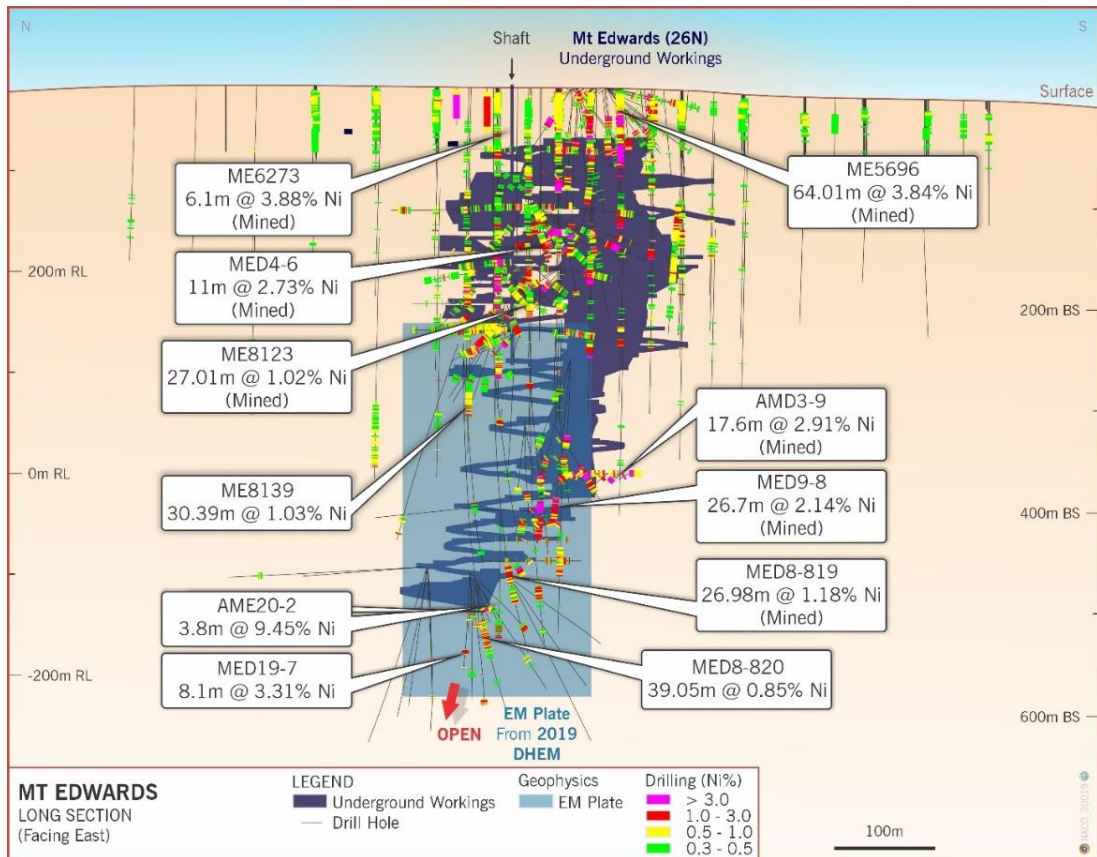 N
S
Shaft
Mt Edwards (26N)
Underground Workings
Surface
ME6273
6.1m @ 3.88% Ni
(Mined)
ME5696
64.01m @ 3.84% Ni
(Mined)
200m RL
MED4-6
11m @ 2.73% Ni
(Mined)
200m BS
ME8123
27.01m @ 1.02% Ni
(Mined)
AMD3-9
17.6m @ 2.91% Ni
(Mined)
0m RL
ME8139
30.39m @ 1.03% Ni
MED9-8
26.7m @ 2.14% Ni
(Mined)
400m BS
MED8-819
26.98m @ 1.18% Ni
(Mined)
AME20-2
3.8m @ 9.45% Ni
MED19-7
8.1m @ 3.31% Ni
MED8-820
39.05m @ 0.85% Ni
-200m RL
600m BS
OPEN
EM Plate
From 2019
DHEM
MT EDWARDS
LONG SECTION
(Facing East)
LEGEND
Underground Workings
Drill Hole
Geophysics
EM Plate
Drilling (Ni%)
> 3.0
1.0 - 3.0
0.5 - 1.0
0.3 - 0.5
100m
NXCO_20019